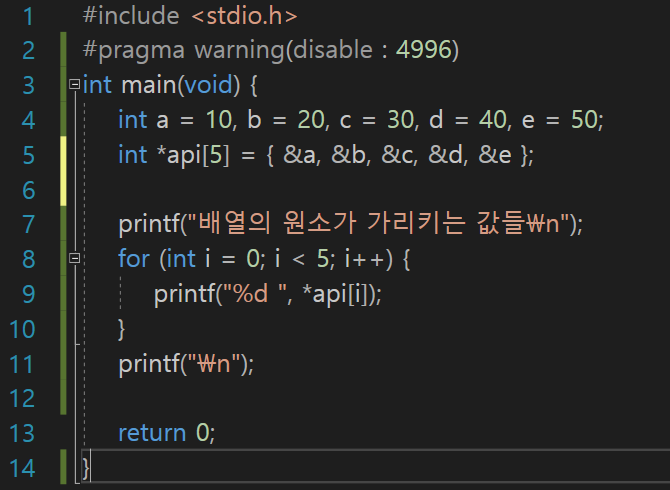 1 #include <stdio.h>
2 #pragma warning(disable : 4996)
3 int main(void) {
4 int a = 10, b = 20, c = 30, d = 40, e = 50;
5 int *api[5] = { &a, &b, &c, &d, &e };
6
7 printf("배열의 원소가 가리키는 값들₩n");
8 for (int i = 0; i < 5; i++) {
9 printf("%d ", *api[i]);
10 }
11 printf("₩n");
12
13 return 0;
14 }